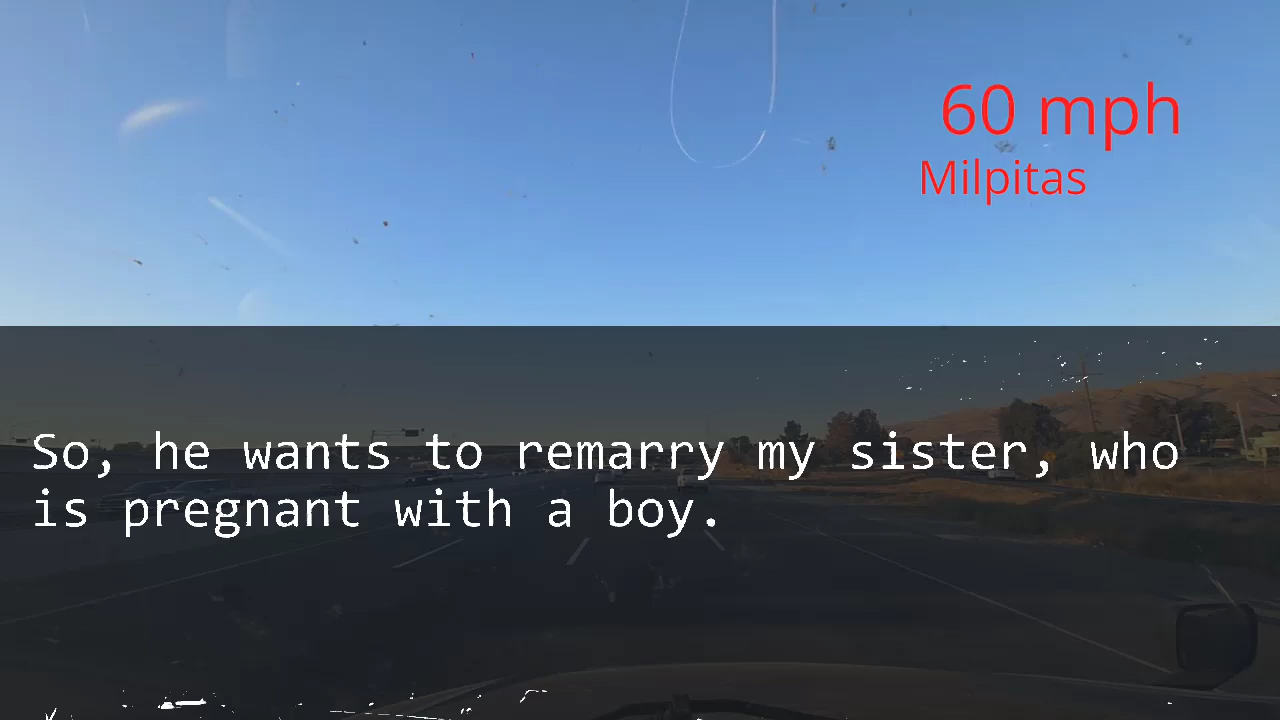 60 mph
Milpitas
So, he wants to remarry my sister, who
is pregnant with a boy.